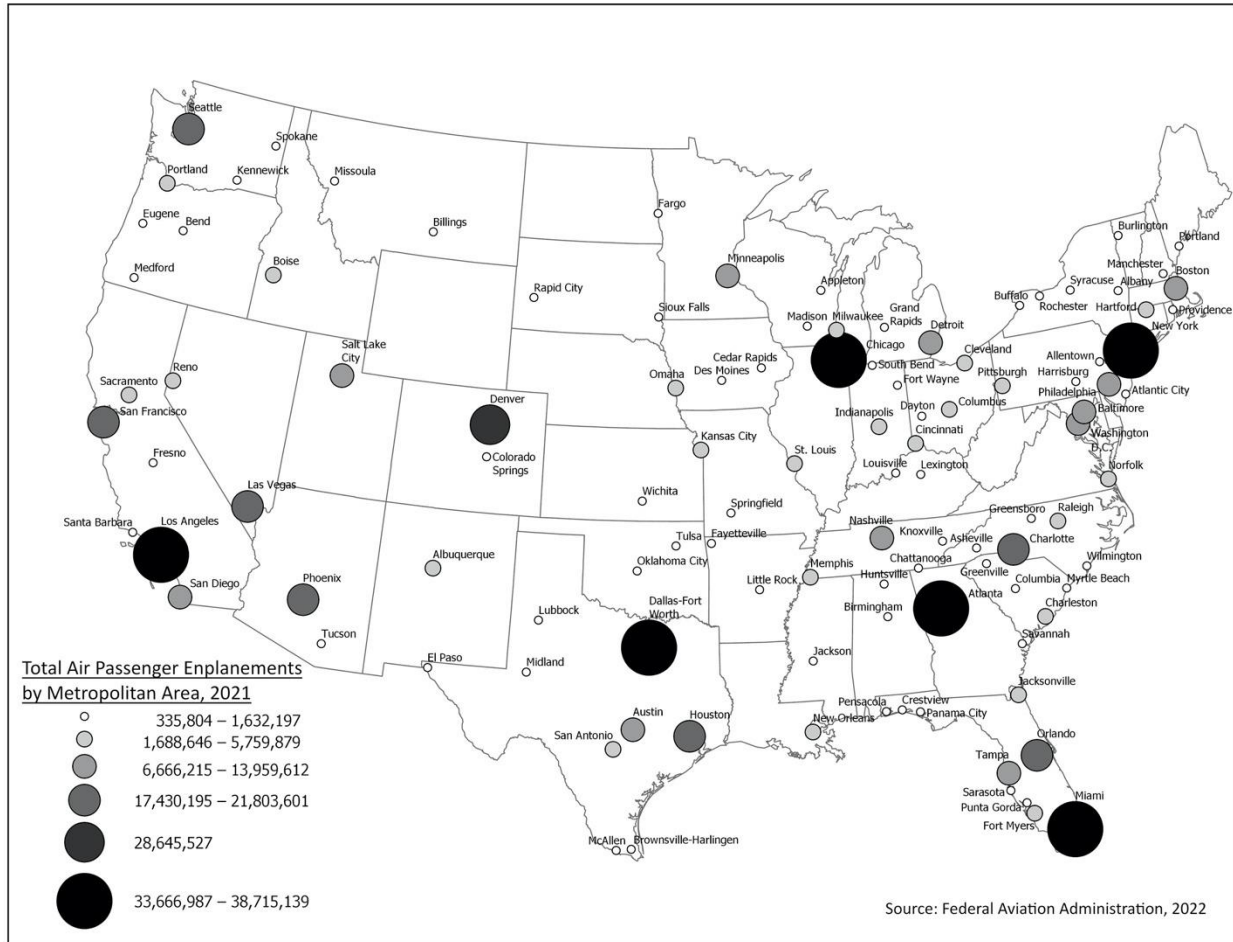 Seattle
Spokane
Portland
Kennewick
Missoula
Eugene
Bend
Billings
Medford
Boise
Fargo
Minneapolis
Rapid City
Sioux Falls
Appleton
Madison
Milwaukee
Grand
Rapids
Detroit
Burlington
Portland
Manchester
Boston
Syracuse
Albany
Buffalo
Rochester
Hartford
Providence
New York
Salt Lake
City
Reno
Sacramento
San Francisco
Fresno
Denver
Colorado
Springs
Omaha
Cedar Rapids
Des Moines
Chicago
South Bend
Fort Wayne
Cleveland
Pittsburgh
Allentown
Harrisburg
Philadelphia
Atlantic City
Baltimore
Washington
D.C.
Indianapolis
Dayton
Columbus
Cincinnati
Kansas City
St. Louis
Louisville
Lexington
Norfolk
Las Vegas
Santa Barbara
Los Angeles
San Diego
Phoenix
Tucson
Albuquerque
Wichita
Springfield
Tulsa
Fayetteville
Oklahoma City
Nashville
Knoxville
Asheville
Greensboro
Raleigh
Charlotte
Wilmington
Memphis
Chattanooga
Huntsville
Greenville
Columbia
Myrtle Beach
Little Rock
Birmingham
Atlanta
Charleston
Savannah
Lubbock
Dallas-Fort
Worth
El Paso
Midland
Jackson
Jacksonville
Pensacola
Crestview
Panama City
New Orleans
Austin
Houston
San Antonio
Orlando
Tampa
Sarasota
Punta Gorda
Fort Myers
Miami
McAllen
Brownsville-Harlingen
Total Air Passenger Enplanements
by Metropolitan Area, 2021
335,804 – 1,632,197
1,688,646 – 5,759,879
6,666,215 – 13,959,612
17,430,195 – 21,803,601
28,645,527
33,666,987 – 38,715,139
Source: Federal Aviation Administration, 2022